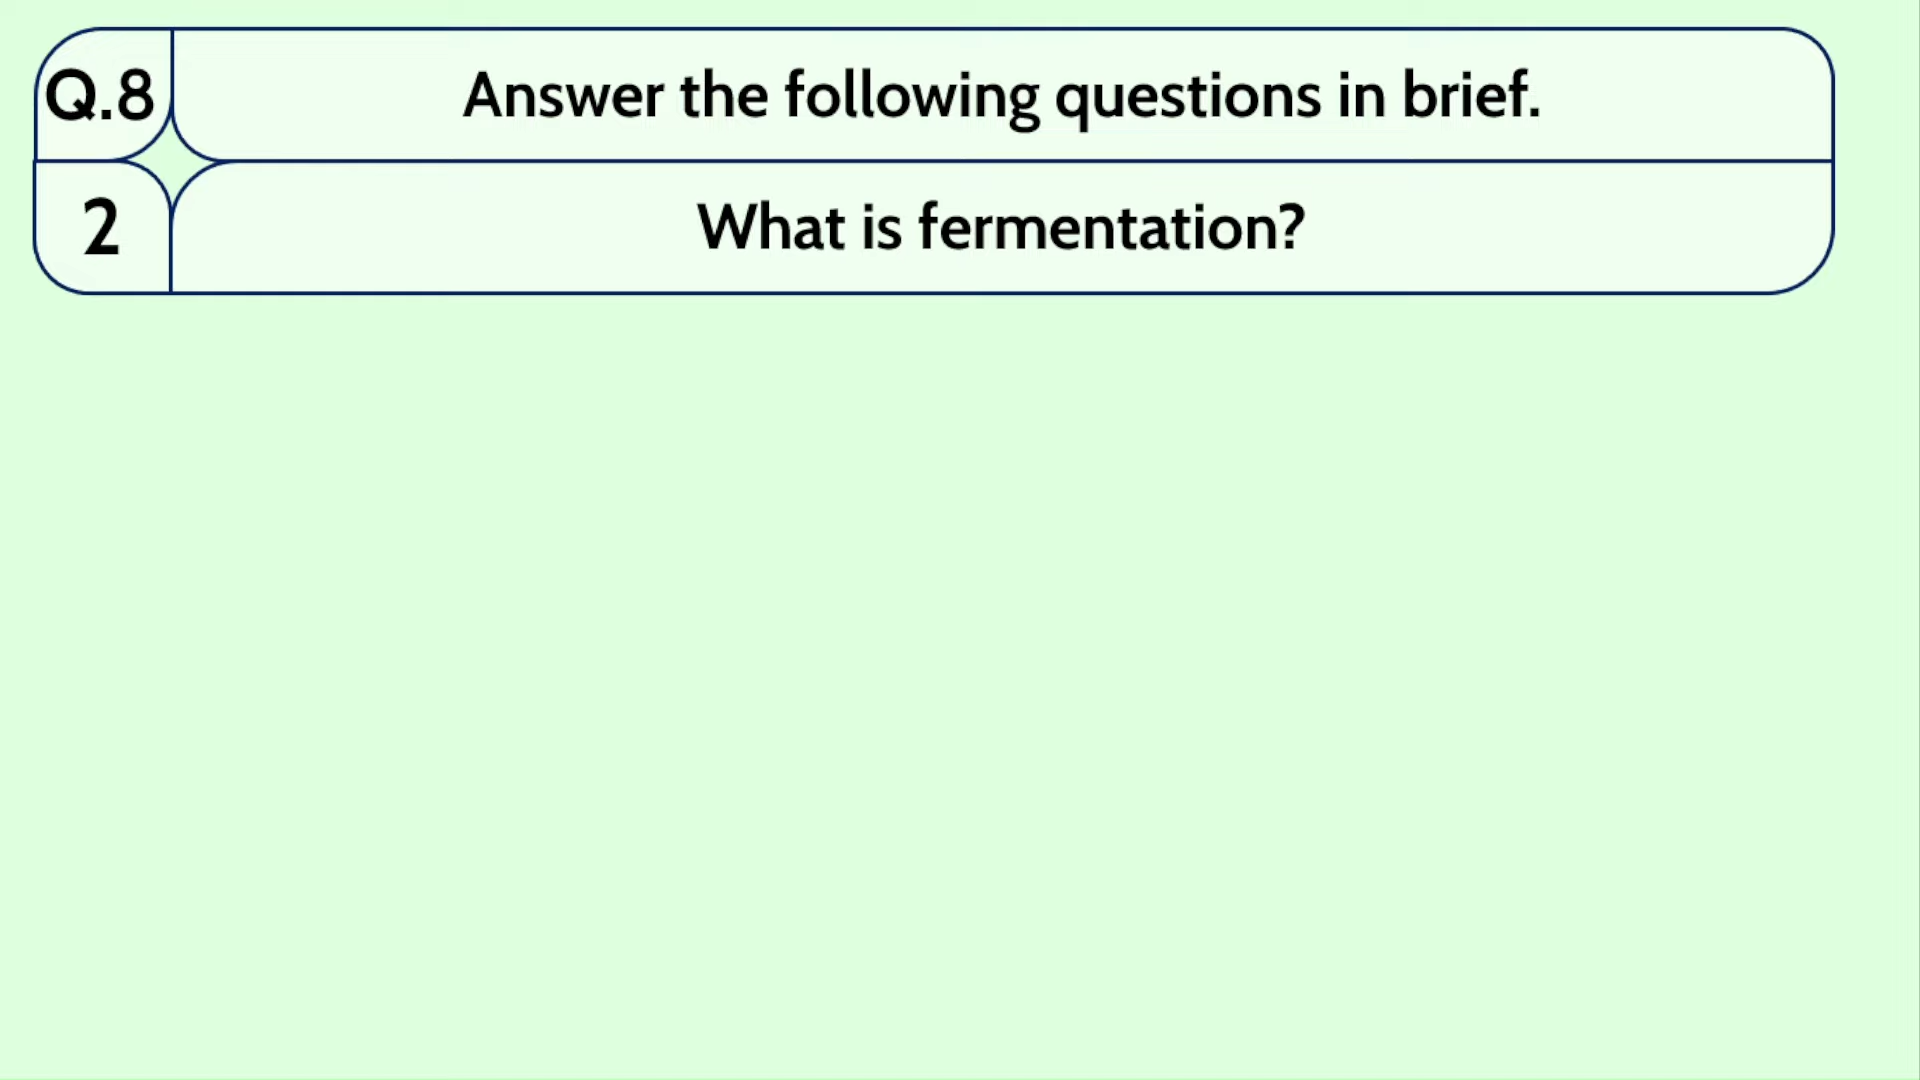 Q.8 Answer the following questions in brief.
2 What is fermentation?